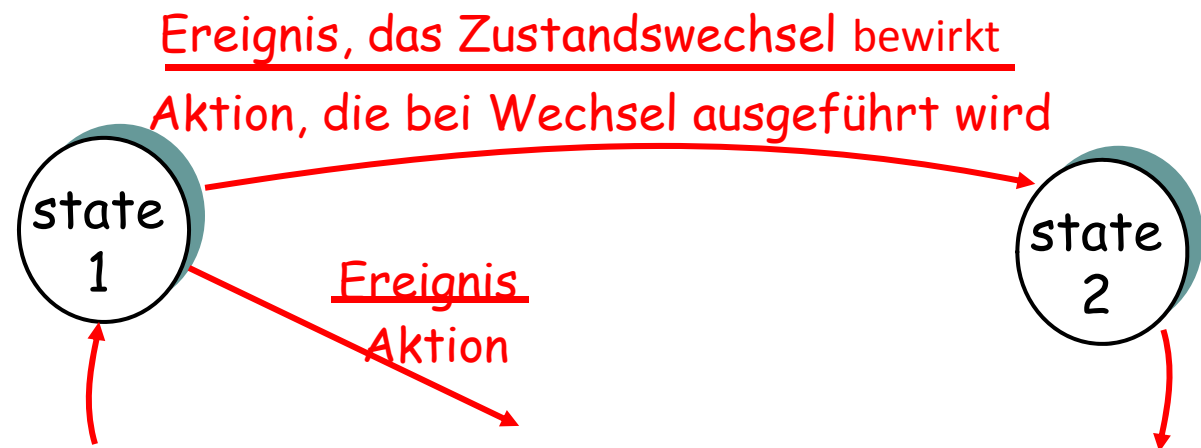 Ereignis, das Zustandswechsel bewirkt
Aktion, die bei Wechsel ausgeführt wird
state
1
state
2
Ereignis
Aktion